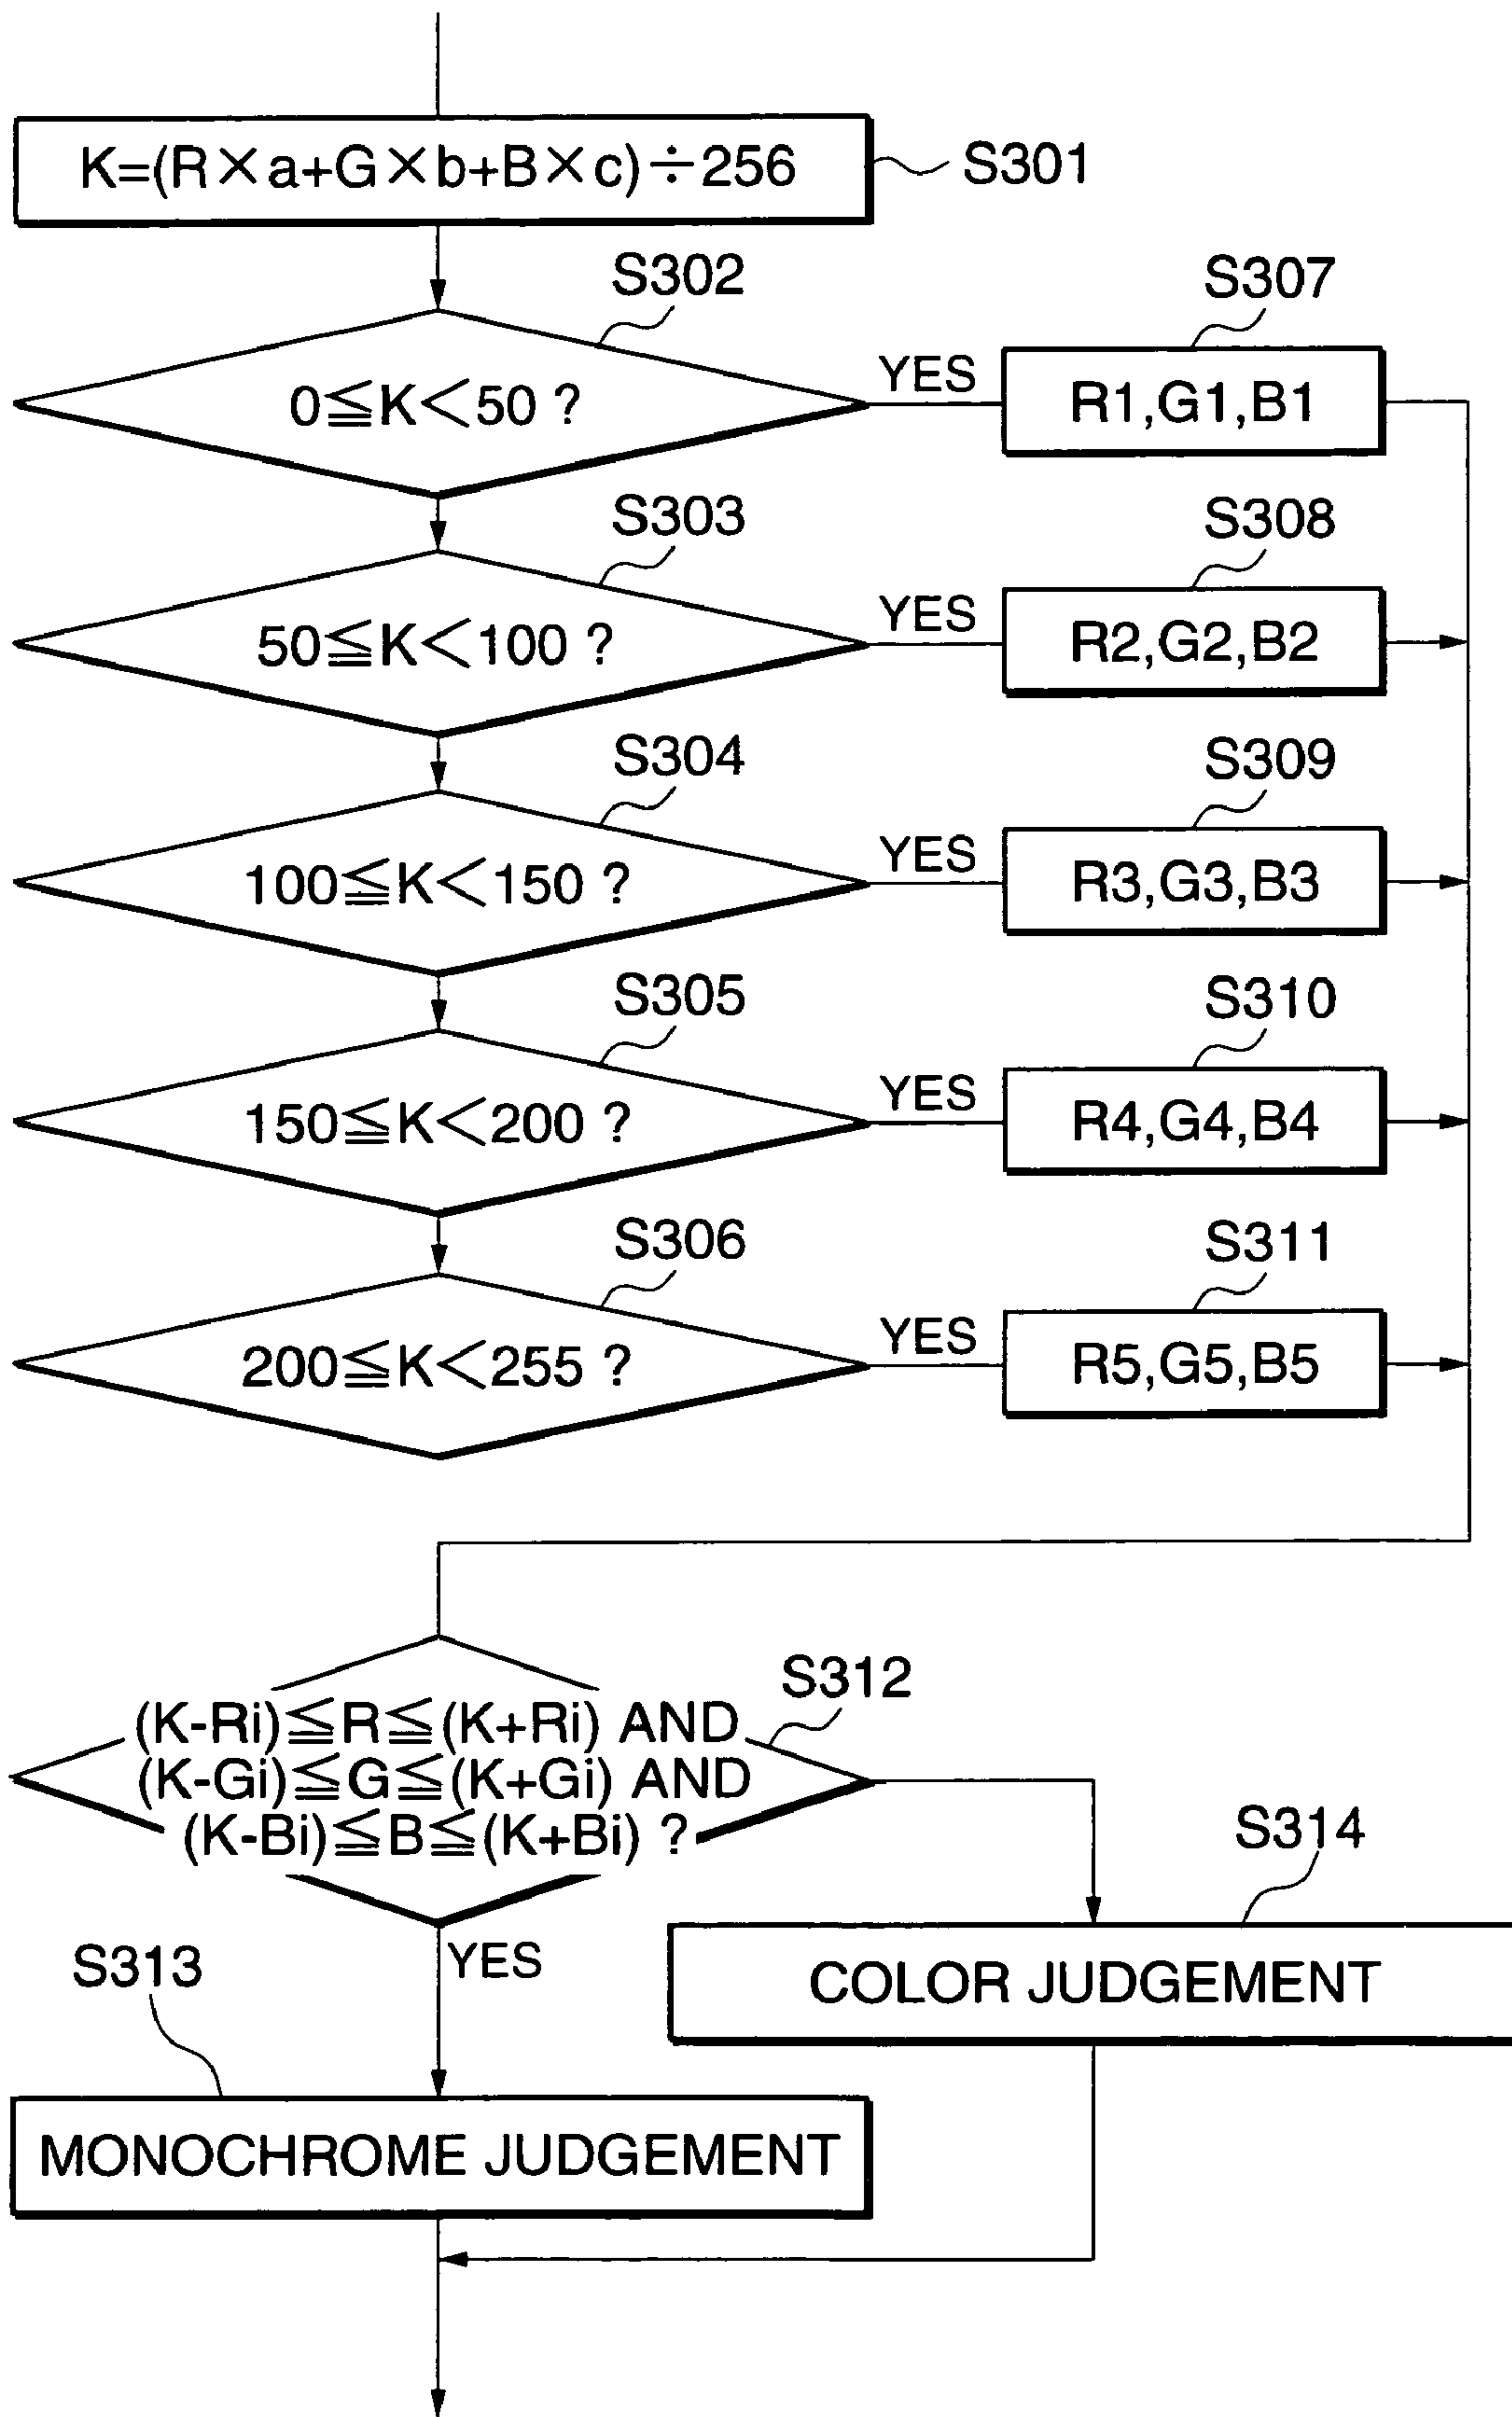 K=(R×a+G×b+B×c)÷256
S301
S302
S307
0≦K<50 ?
YES
R1,G1,B1
S303
S308
50≦K<100 ?
YES
R2,G2,B2
S304
S309
100≦K<150 ?
YES
R3,G3,B3
S305
S310
150≦K<200 ?
YES
R4,G4,B4
S306
S311
200≦K<255 ?
YES
R5,G5,B5
S312
(K-Ri)≦R≦(K+Ri) AND
(K-Gi)≦G≦(K+Gi) AND
(K-Bi)≦B≦(K+Bi) ?
S314
YES
S313
COLOR JUDGEMENT
MONOCHROME JUDGEMENT